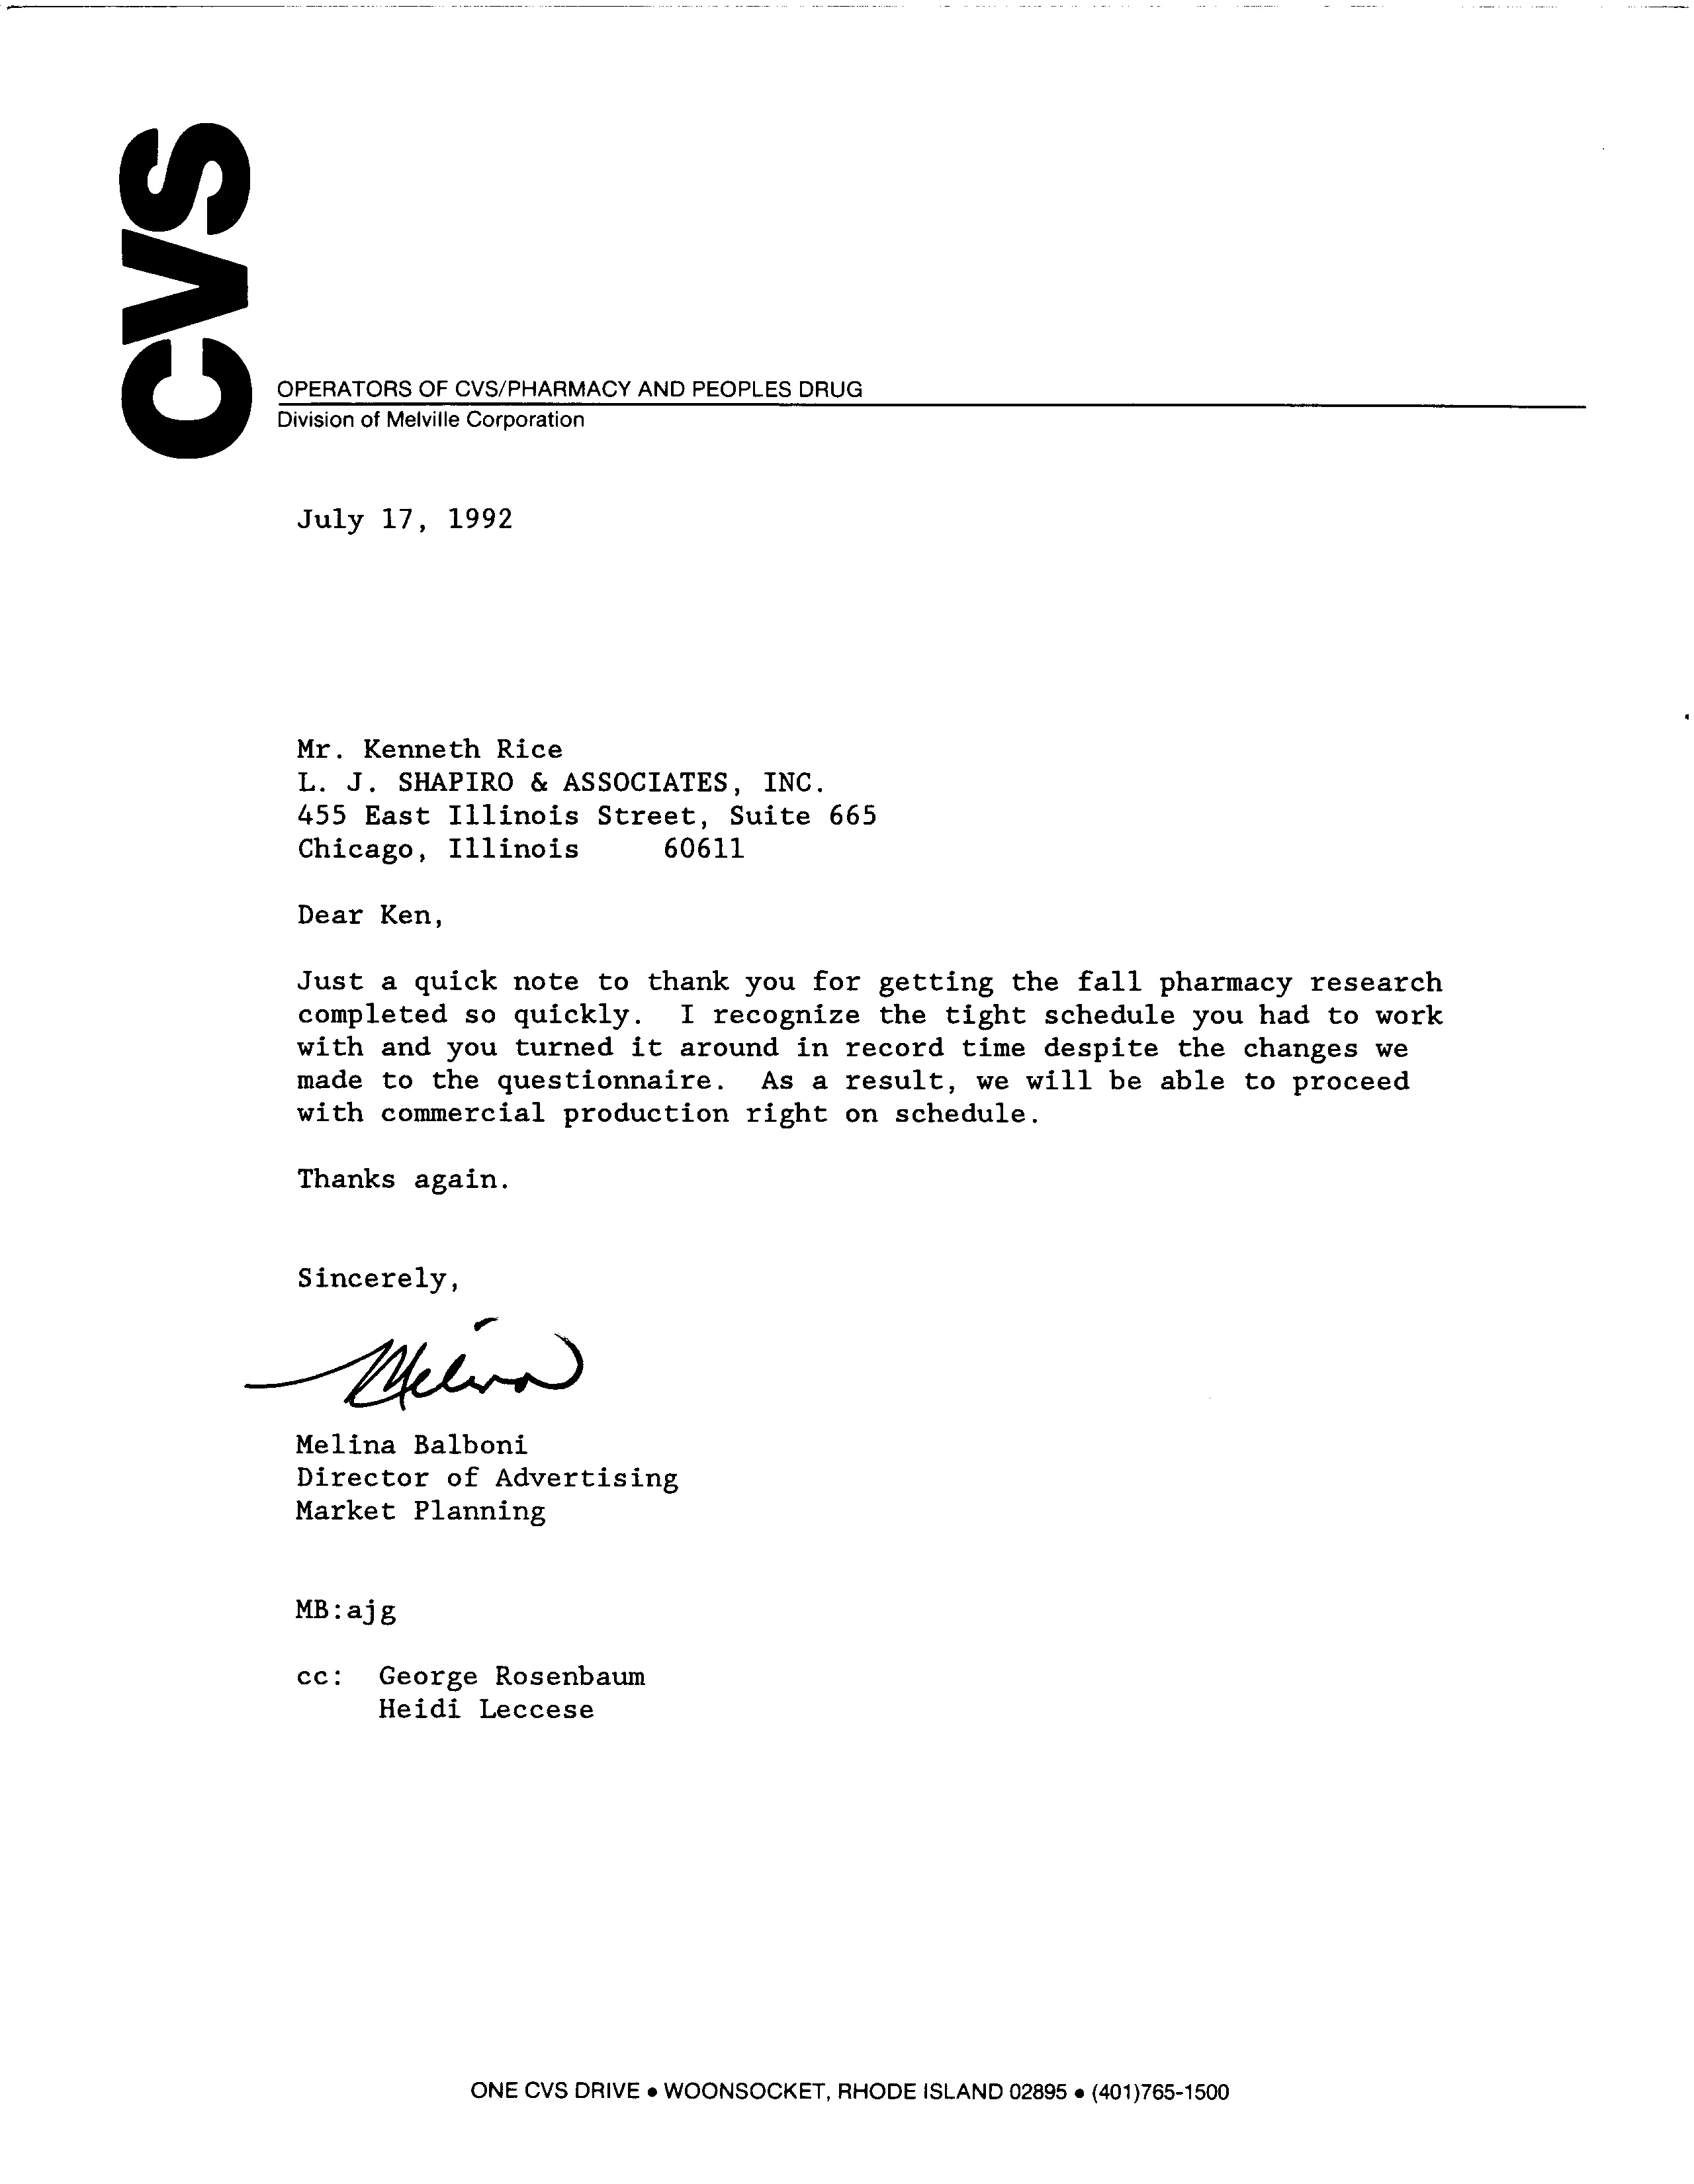 CVS
OPERATORS OF CVS/PHARMACY AND PEOPLES DRUG
Division of Melville Corporation
July 17, 1992
Mr. Kenneth Rice
L. J. SHAPIRO & ASSOCIATES, INC.
455 East Illinois Street, Suite 665
Chicago, Illinois 60611
Dear Ken,
Just a quick note to thank you for getting the fall pharmacy research
completed so quickly. I recognize the tight schedule you had to work
with and you turned it around in record time despite the changes we
made to the questionnaire. As a result, we will be able to proceed
with commercial production right on schedule.
Thanks again.
Sincerely,
Melina
Melina Balboni
Director of Advertising
Market Planning
MB:ajg
cc: George Rosenbaum
Heidi Leccese
ONE CVS DRIVE • WOONSOCKET, RHODE ISLAND 02895 • (401)765-1500